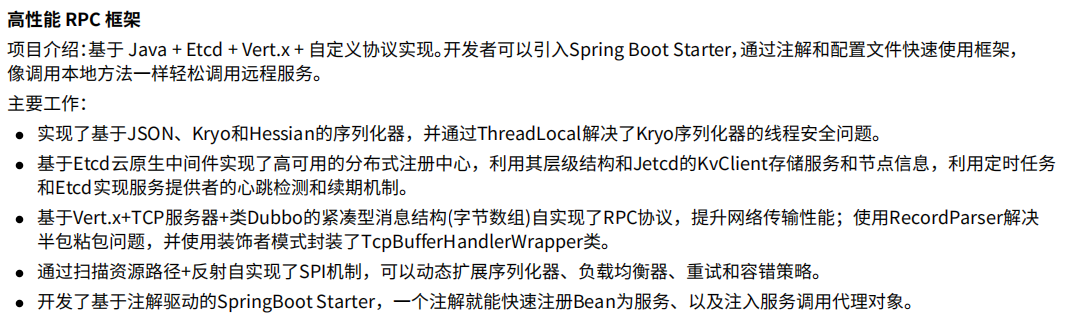 高性能 RPC 框架
项目介绍：基于 Java + Etcd + Vert.x + 自定义协议实现。开发者可以引入Spring Boot Starter，通过注解和配置文件快速使用框架，
像调用本地方法一样轻松调用远程服务。
主要工作：
● 实现了基于JSON、Kryo和Hessian的序列化器，并通过ThreadLocal解决了Kryo序列化器的线程安全问题。
● 基于Etcd云原生中间件实现了高可用的分布式注册中心，利用其层级结构和Jetcd的KvClient存储服务和节点信息，利用定时任务
和Etcd实现服务提供者的心跳检测和续期机制。
● 基于Vert.x+TCP服务器+类Dubbo的紧凑型消息结构(字节数组)自实现了RPC协议，提升网络传输性能；使用RecordParser解决
半包粘包问题，并使用装饰者模式封装了TcpBufferHandlerWrapper类。
● 通过扫描资源路径+反射自实现了SPI机制，可以动态扩展序列化器、负载均衡器、重试和容错策略。
● 开发了基于注解驱动的SpringBoot Starter，一个注解就能快速注册Bean为服务、以及注入服务调用代理对象。